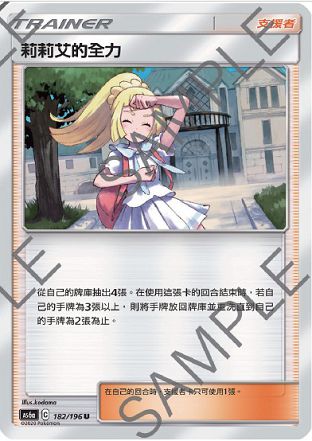 TRAINER
支援者
莉莉艾的全力
SAMPLE
從自己的牌庫抽出4張。在使用這張卡的回合結束時，若自
己的手牌為3張以上，則將手牌放回牌庫並重洗直到自己
的手牌為2張為止。
SAMPLE
在自己的回合時，支援者卡只可使用1張。
illus.kodama
AS6a C 182/196 U
©2020 Pokémon